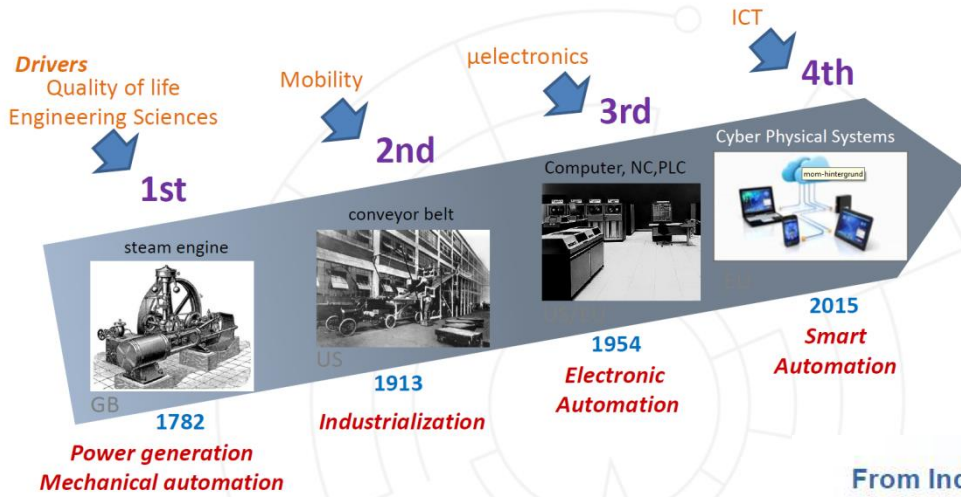 Drivers
Quality of life
Engineering Sciences
1st
steam engine
GB
1782
Power generation
Mechanical automation
Mobility
2nd
conveyor belt
US
1913
Industrialization
µelectronics
3rd
Computer, NC,PLC
1954
Electronic
Automation
ICT
4th
Cyber Physical Systems
mom-hintergrund
2015
Smart
Automation
From Ind